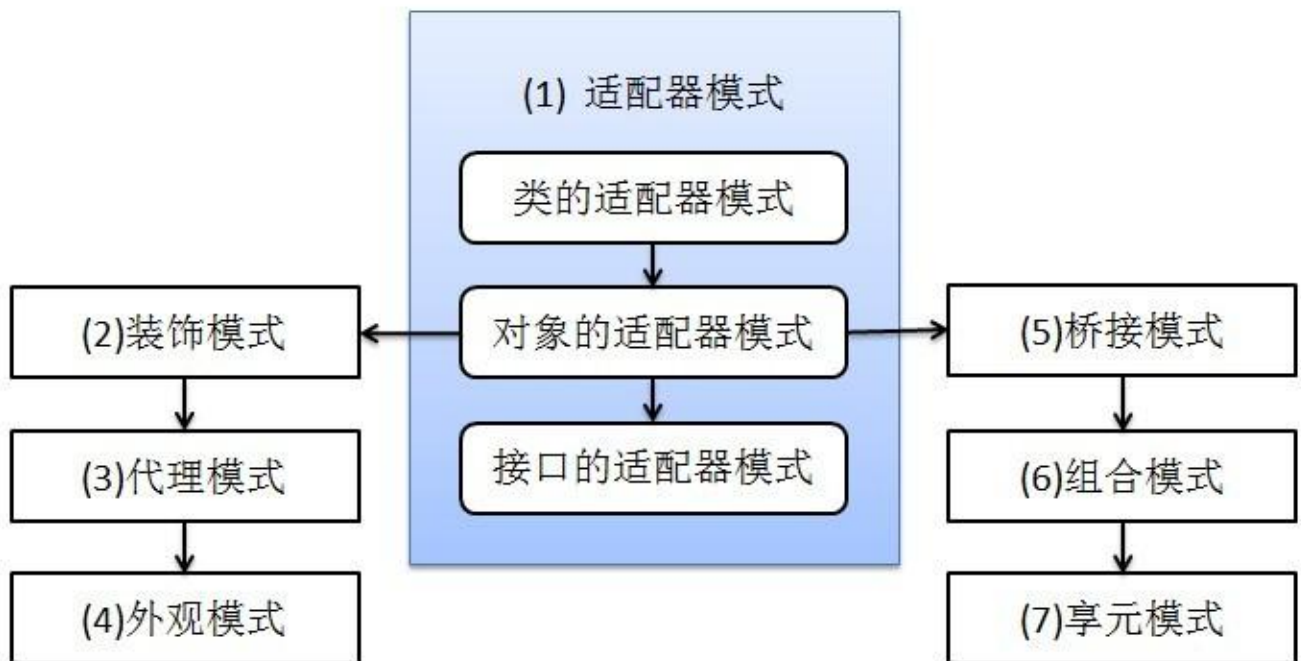 (1) 适配器模式
类的适配器模式
(2)装饰模式
对象的适配器模式
(5)桥接模式
(3)代理模式
接口的适配器模式
(6)组合模式
(4)外观模式
(7)享元模式